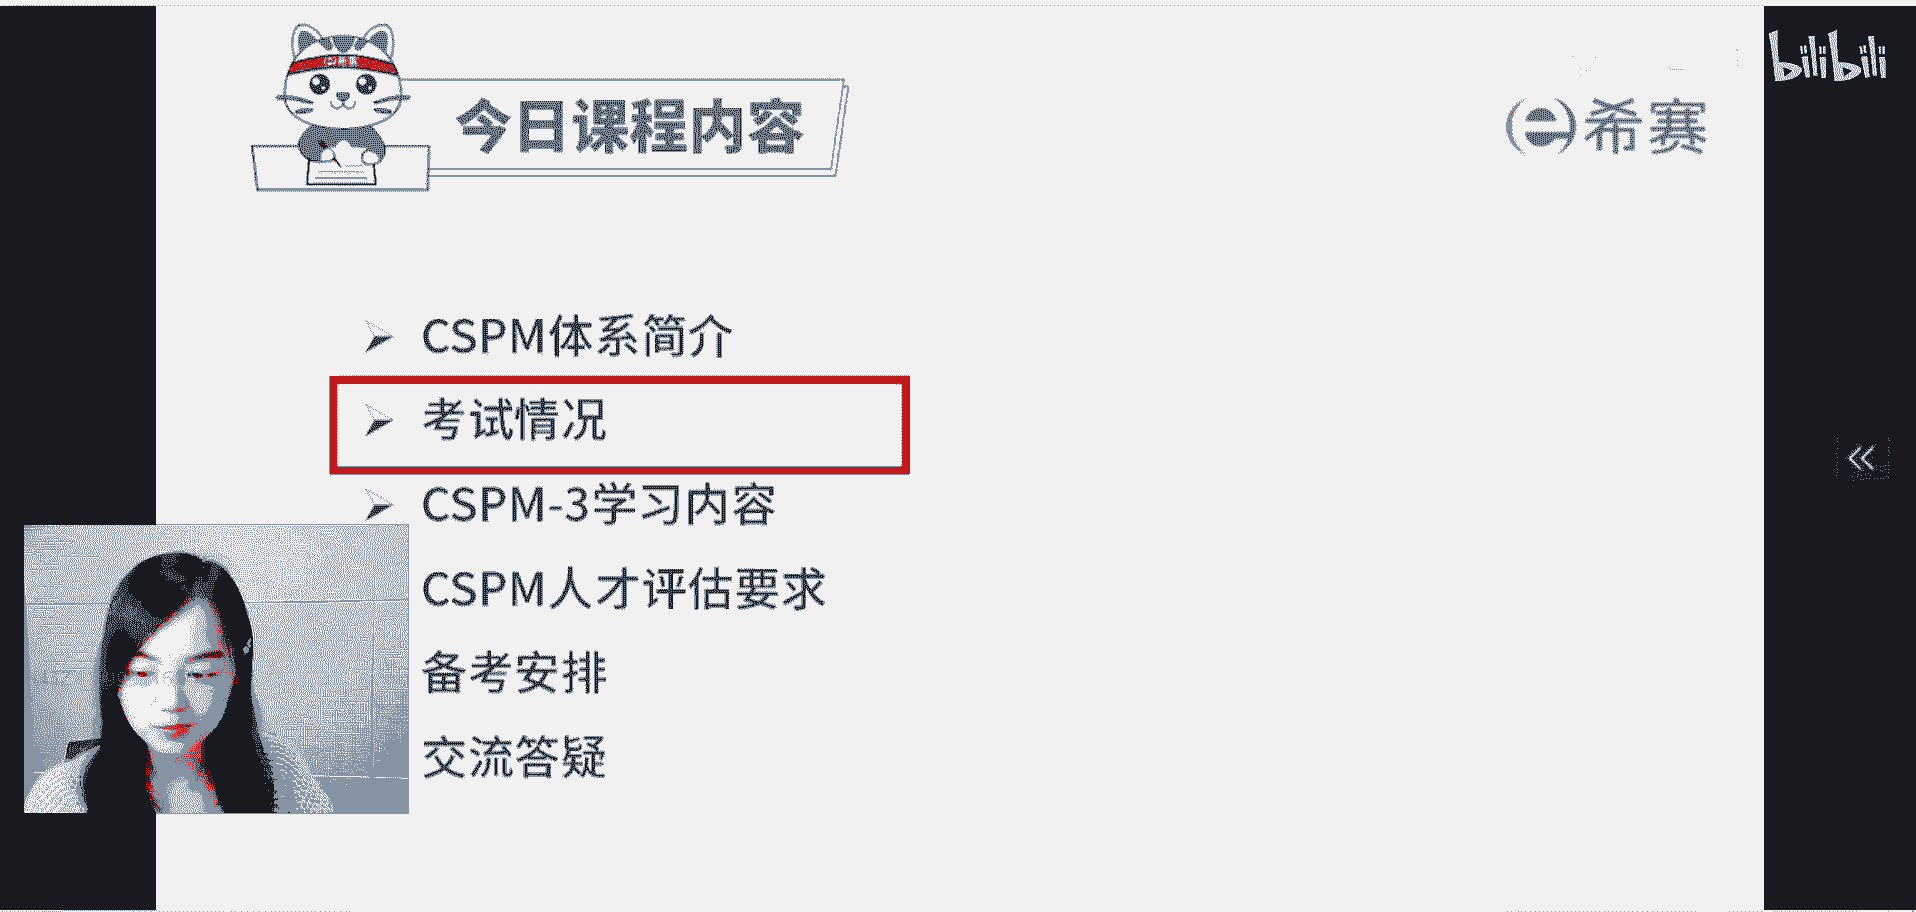 今日课程内容
希赛
bilibili
CSPM体系简介
考试情况
CSPM-3学习内容
CSPM人才评估要求
备考安排
交流答疑